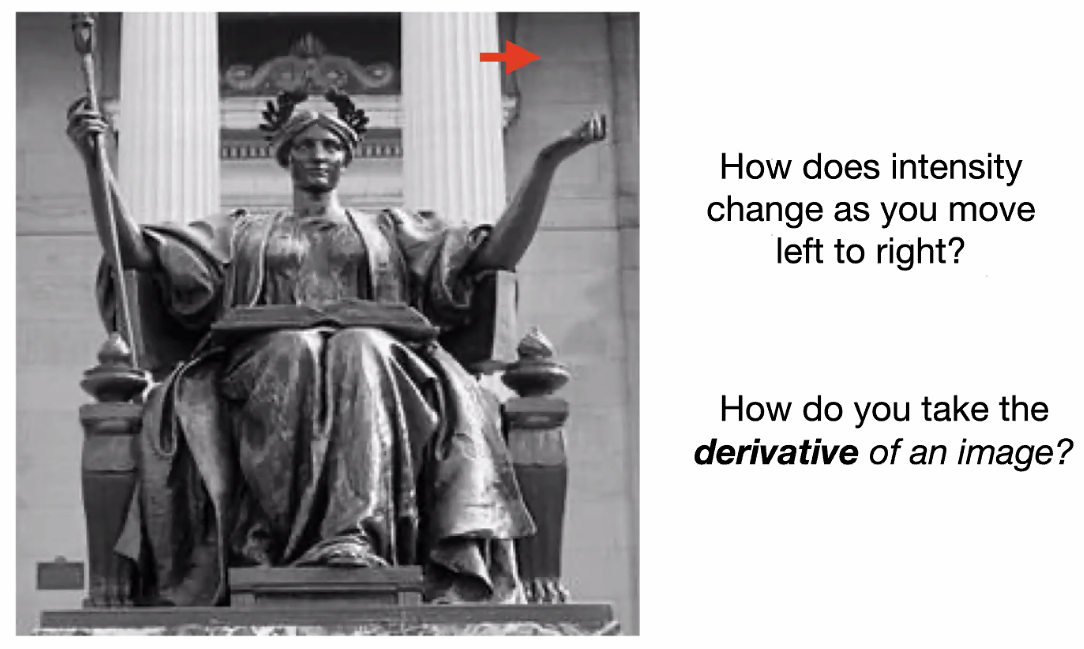 How does intensity
change as you move
left to right?
How do you take the
derivative of an image?